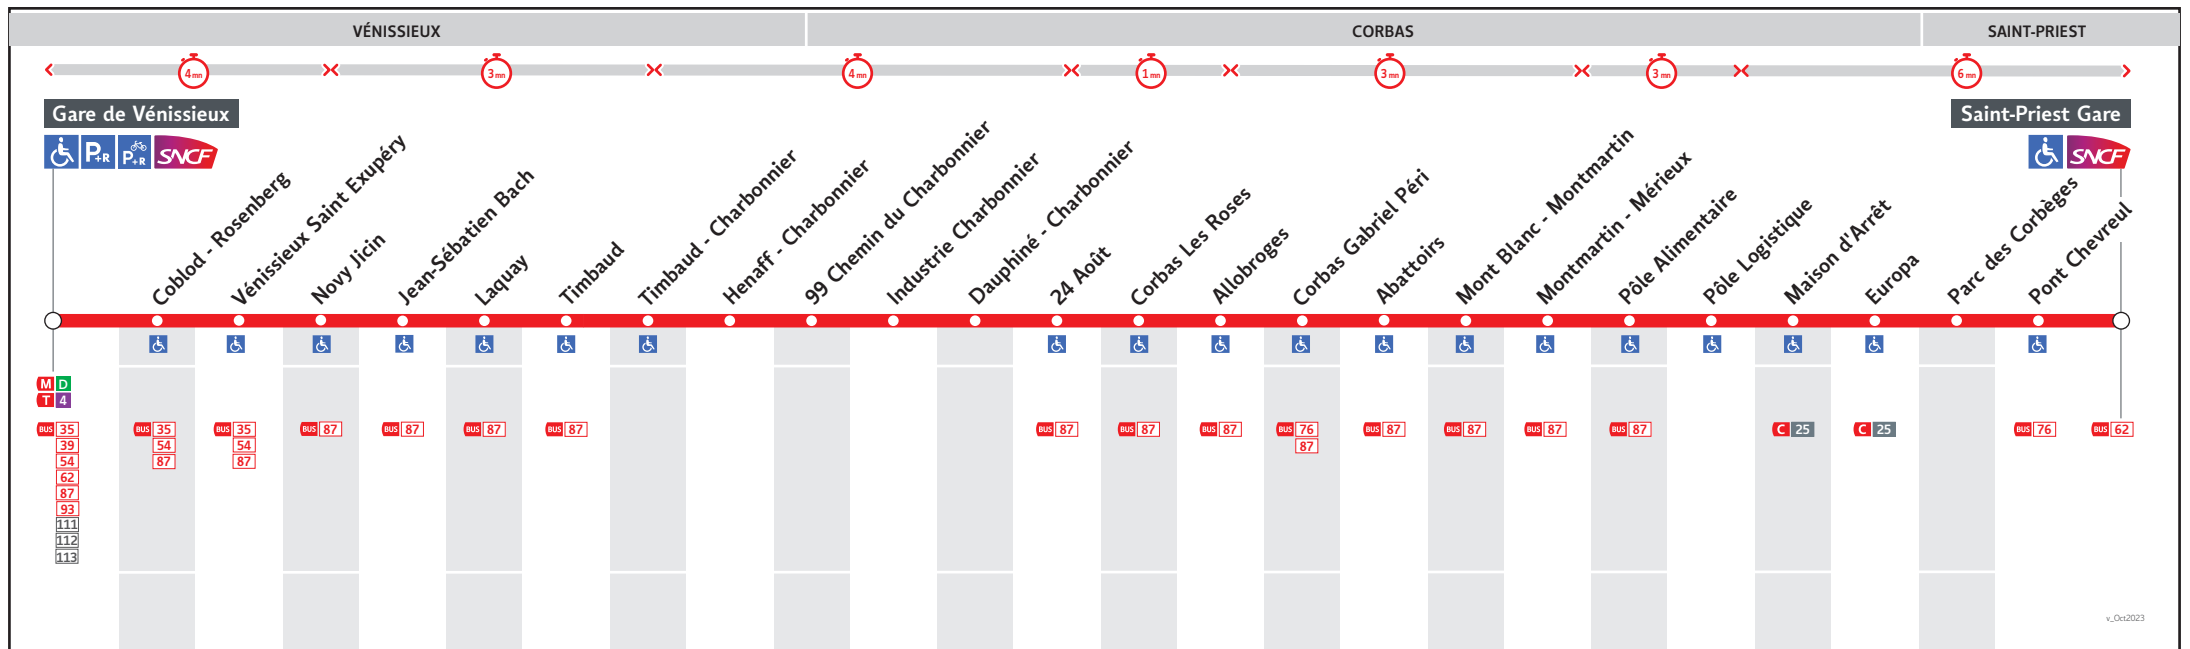 VÉNISSIEUX
CORBAS
SAINT-PRIEST
4 mn
3 mn
4 mn
1 mn
3 mn
3 mn
6 mn
Gare de Vénissieux
P+R
P+R
SNCF
Saint-Priest Gare
SNCF
Coblod - Rosenberg
Vénissieux Saint Exupéry
Novy Jicin
Jean-Sébatien Bach
Laquay
Timbaud
Timbaud - Charbonnier
Henaff - Charbonnier
99 Chemin du Charbonnier
Industrie Charbonnier
Dauphiné - Charbonnier
24 Août
Corbas Les Roses
Allobroges
Corbas Gabriel Péri
Abattoirs
Mont Blanc - Montmartin
Montmartin - Mérieux
Pôle Alimentaire
Pôle Logistique
Maison d'Arrêt
Europa
Parc des Corbèges
Pont Chevreul
M D
T 4
BUS 35
39
54
62
87
93
111
112
113
BUS 35
54
87
BUS 35
54
87
BUS 87
BUS 87
BUS 87
BUS 87
BUS 87
BUS 87
BUS 87
BUS 76
87
BUS 87
BUS 87
BUS 87
BUS 87
C 25
C 25
BUS 76
BUS 62
v_Oct2023